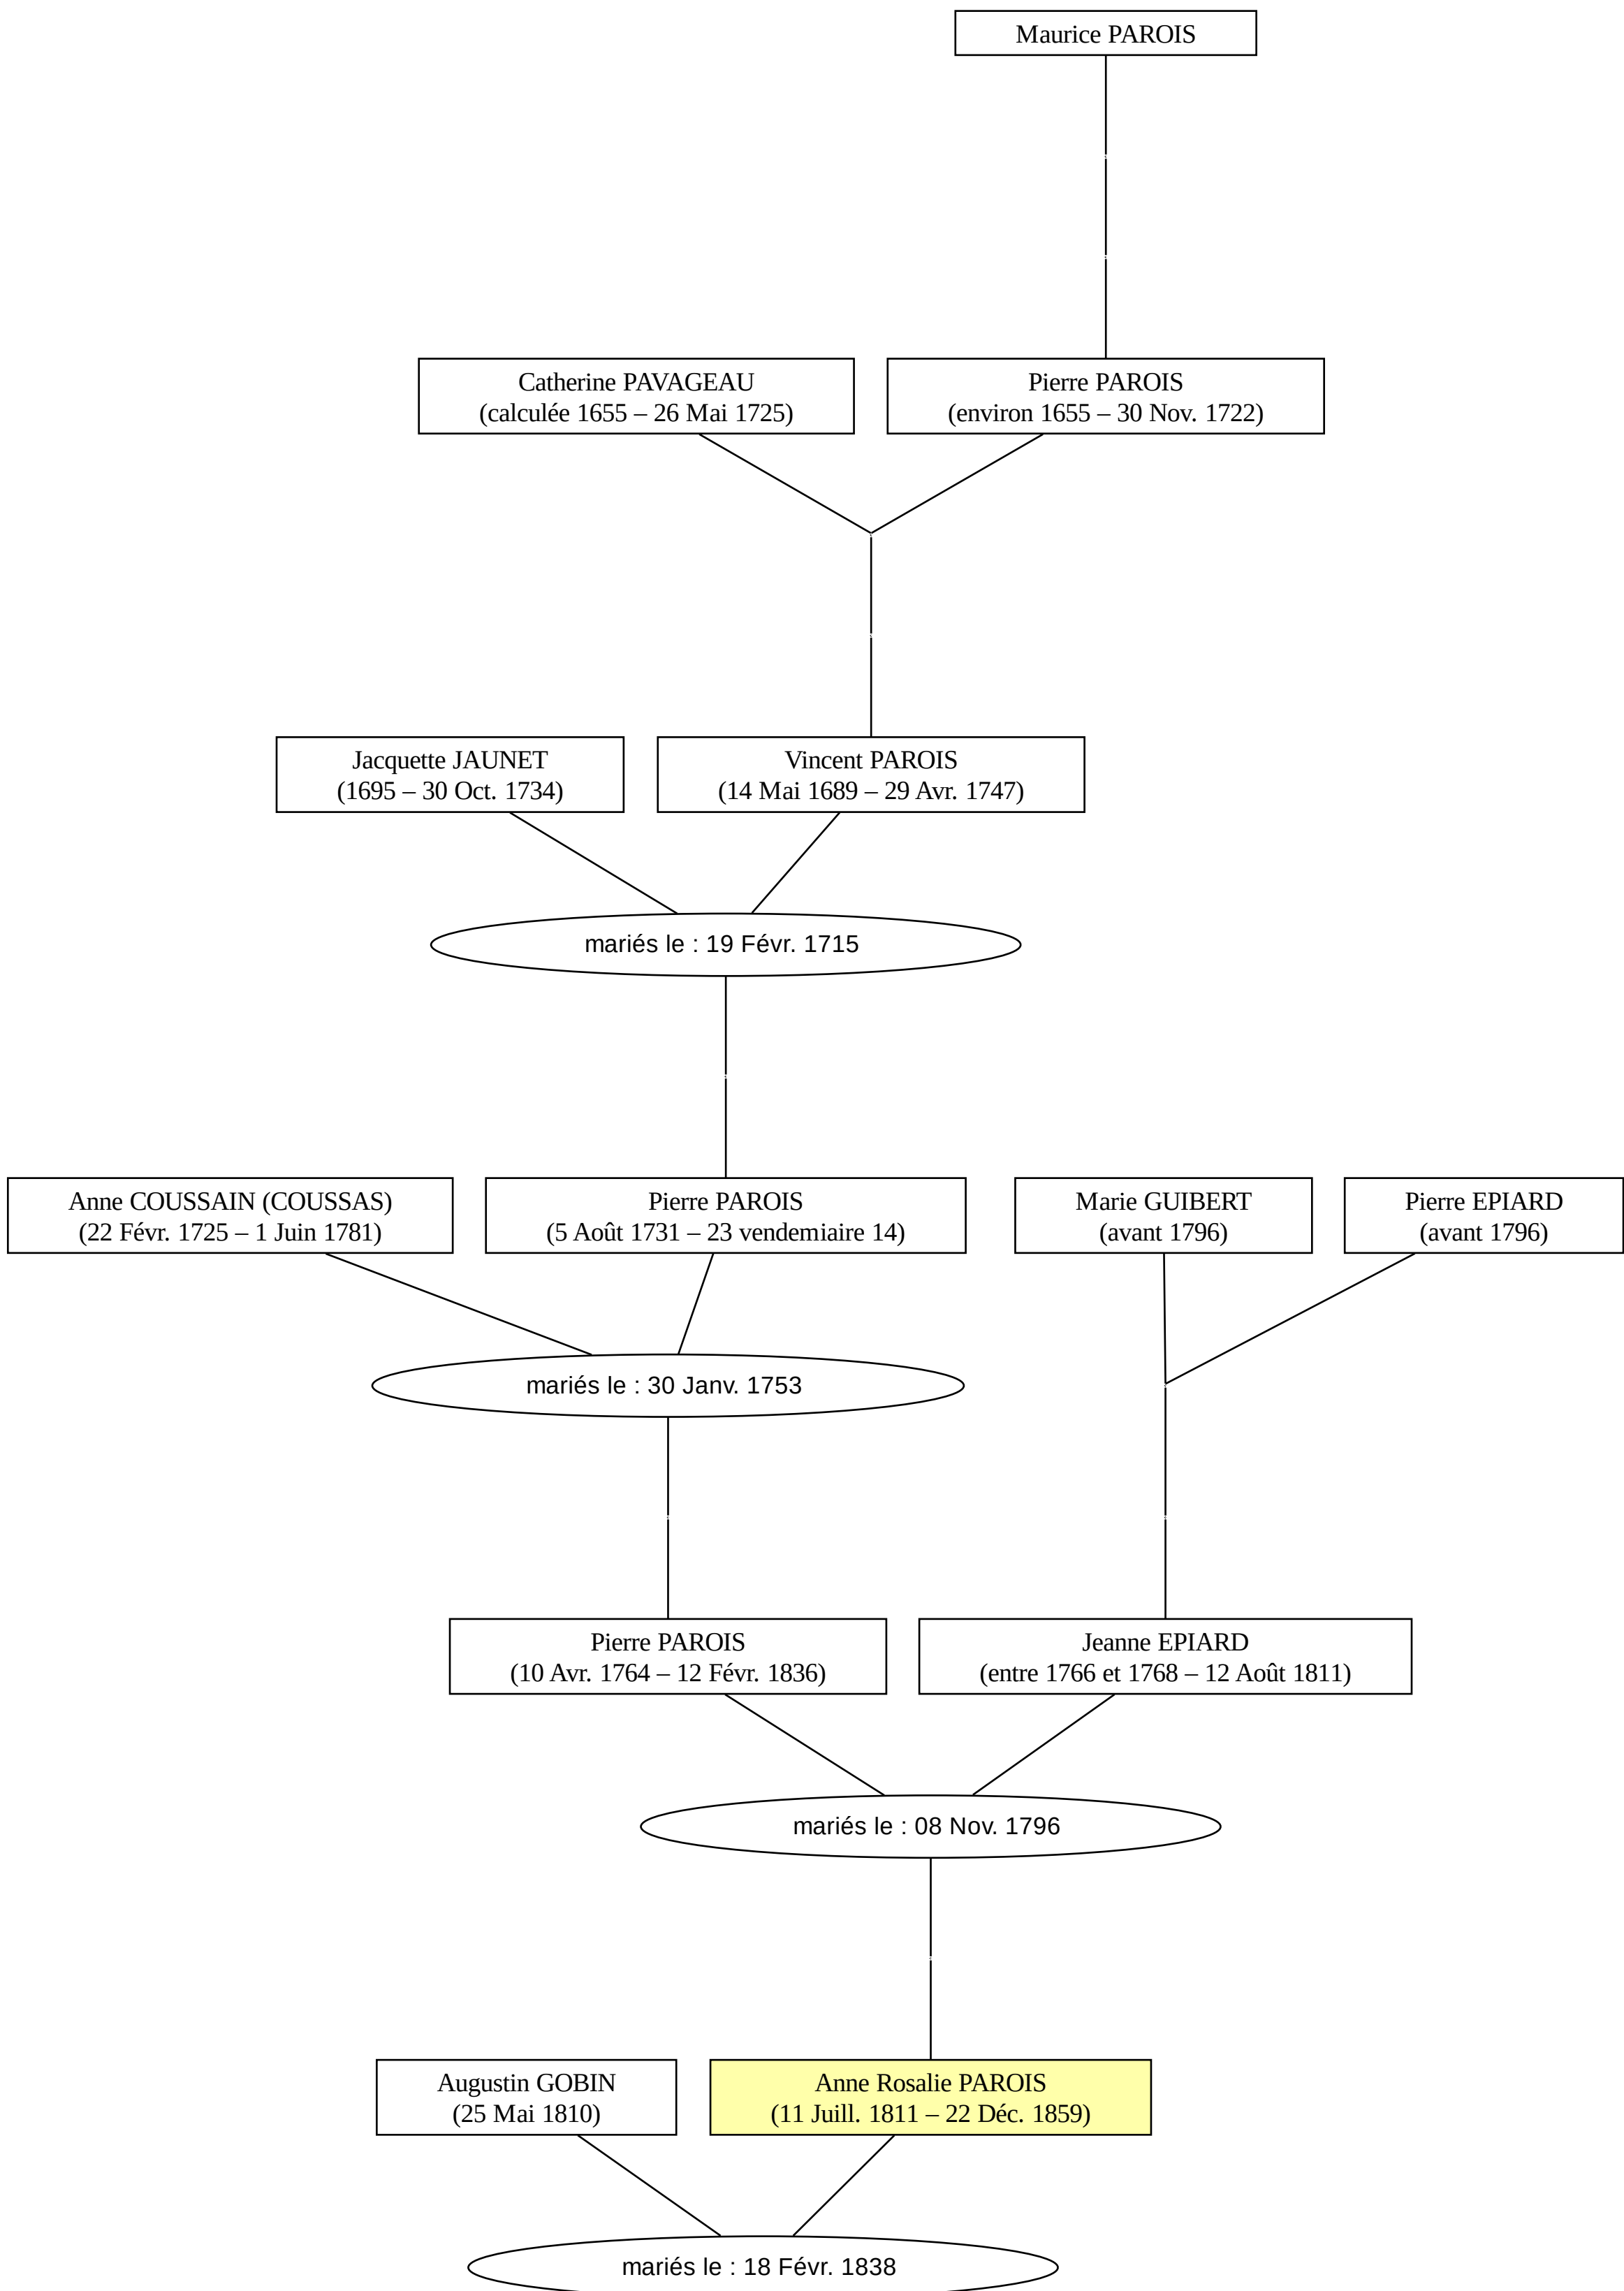 Maurice PAROIS
Catherine PAVAGEAU
(calculée 1655 – 26 Mai 1725)
Pierre PAROIS
(environ 1655 – 30 Nov. 1722)
Jacquette JAUNET
(1695 – 30 Oct. 1734)
Vincent PAROIS
(14 Mai 1689 – 29 Avr. 1747)
mariés le : 19 Févr. 1715
Anne COUSSAIN (COUSSAS)
(22 Févr. 1725 – 1 Juin 1781)
Pierre PAROIS
(5 Août 1731 – 23 vendemiaire 14)
Marie GUIBERT
(avant 1796)
Pierre EPIARD
(avant 1796)
mariés le : 30 Janv. 1753
Pierre PAROIS
(10 Avr. 1764 – 12 Févr. 1836)
Jeanne EPIARD
(entre 1766 et 1768 – 12 Août 1811)
mariés le : 08 Nov. 1796
Augustin GOBIN
(25 Mai 1810)
Anne Rosalie PAROIS
(11 Juill. 1811 – 22 Déc. 1859)
mariés le : 18 Févr. 1838